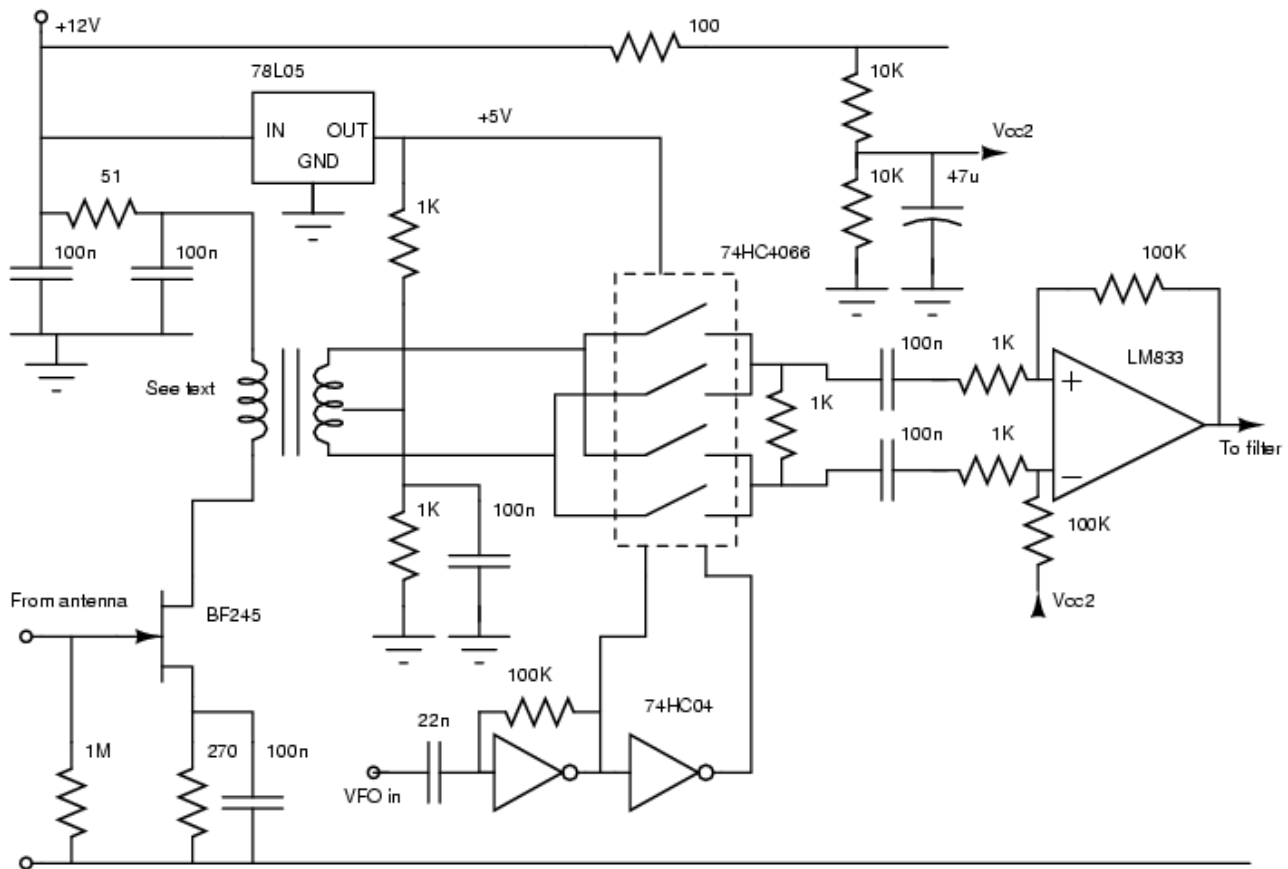 +12V
100
78L05
10K
IN OUT
GND
+5V
Vcc2
51
10K
47u
1K
100n
100n
74HC4066
100K
100n
1K
LM833
See text
+
1K
100n
1K
To filter
−
1K
100n
100K
From antenna
BF245
Vcc2
100K
74HC04
22n
1M
270
100n
VFO in